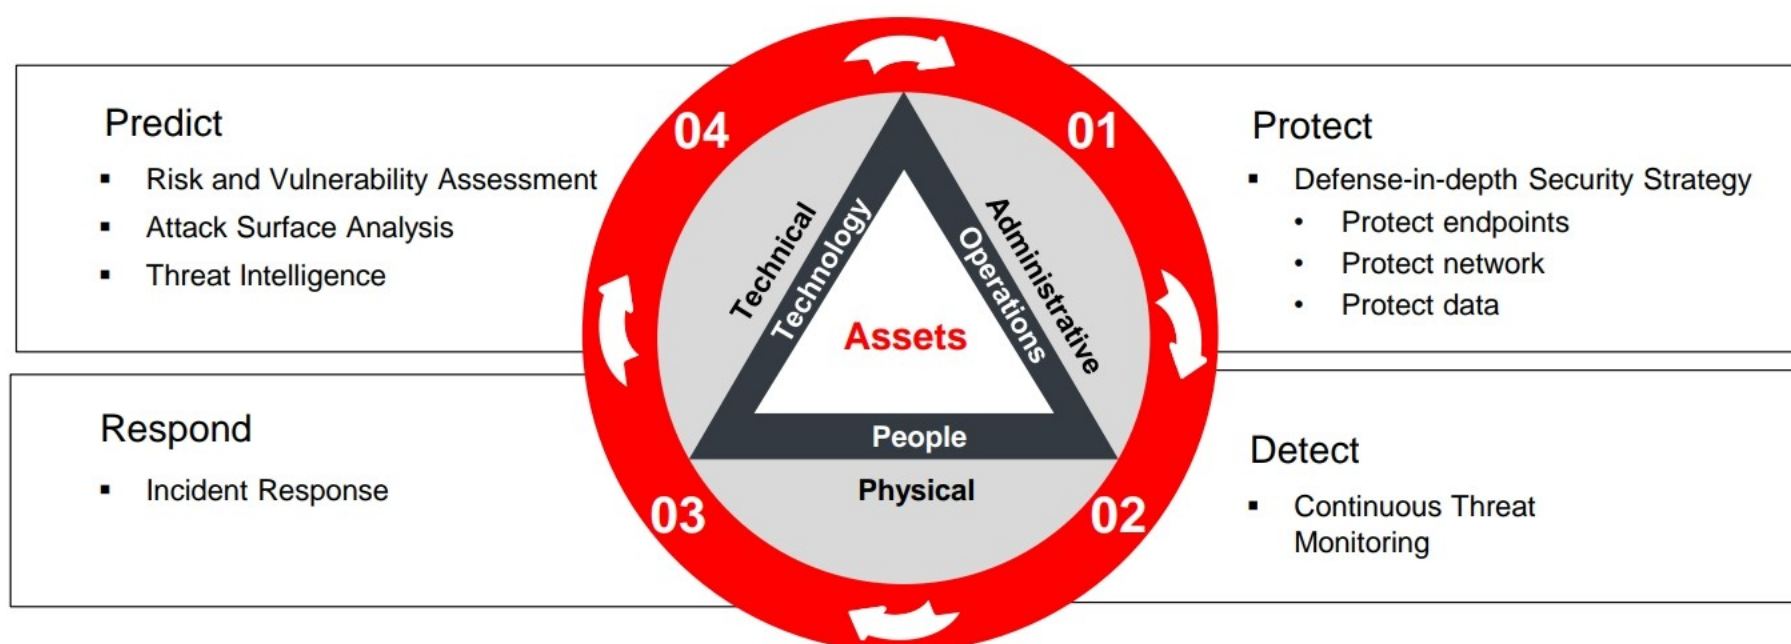 Predict
▪ Risk and Vulnerability Assessment
▪ Attack Surface Analysis
▪ Threat Intelligence
04
01
Protect
▪ Defense-in-depth Security Strategy
• Protect endpoints
• Protect network
• Protect data
Technical
Technology
Administrative
Operations
Assets
People
Physical
Respond
▪ Incident Response
03
02
Detect
▪ Continuous Threat
Monitoring